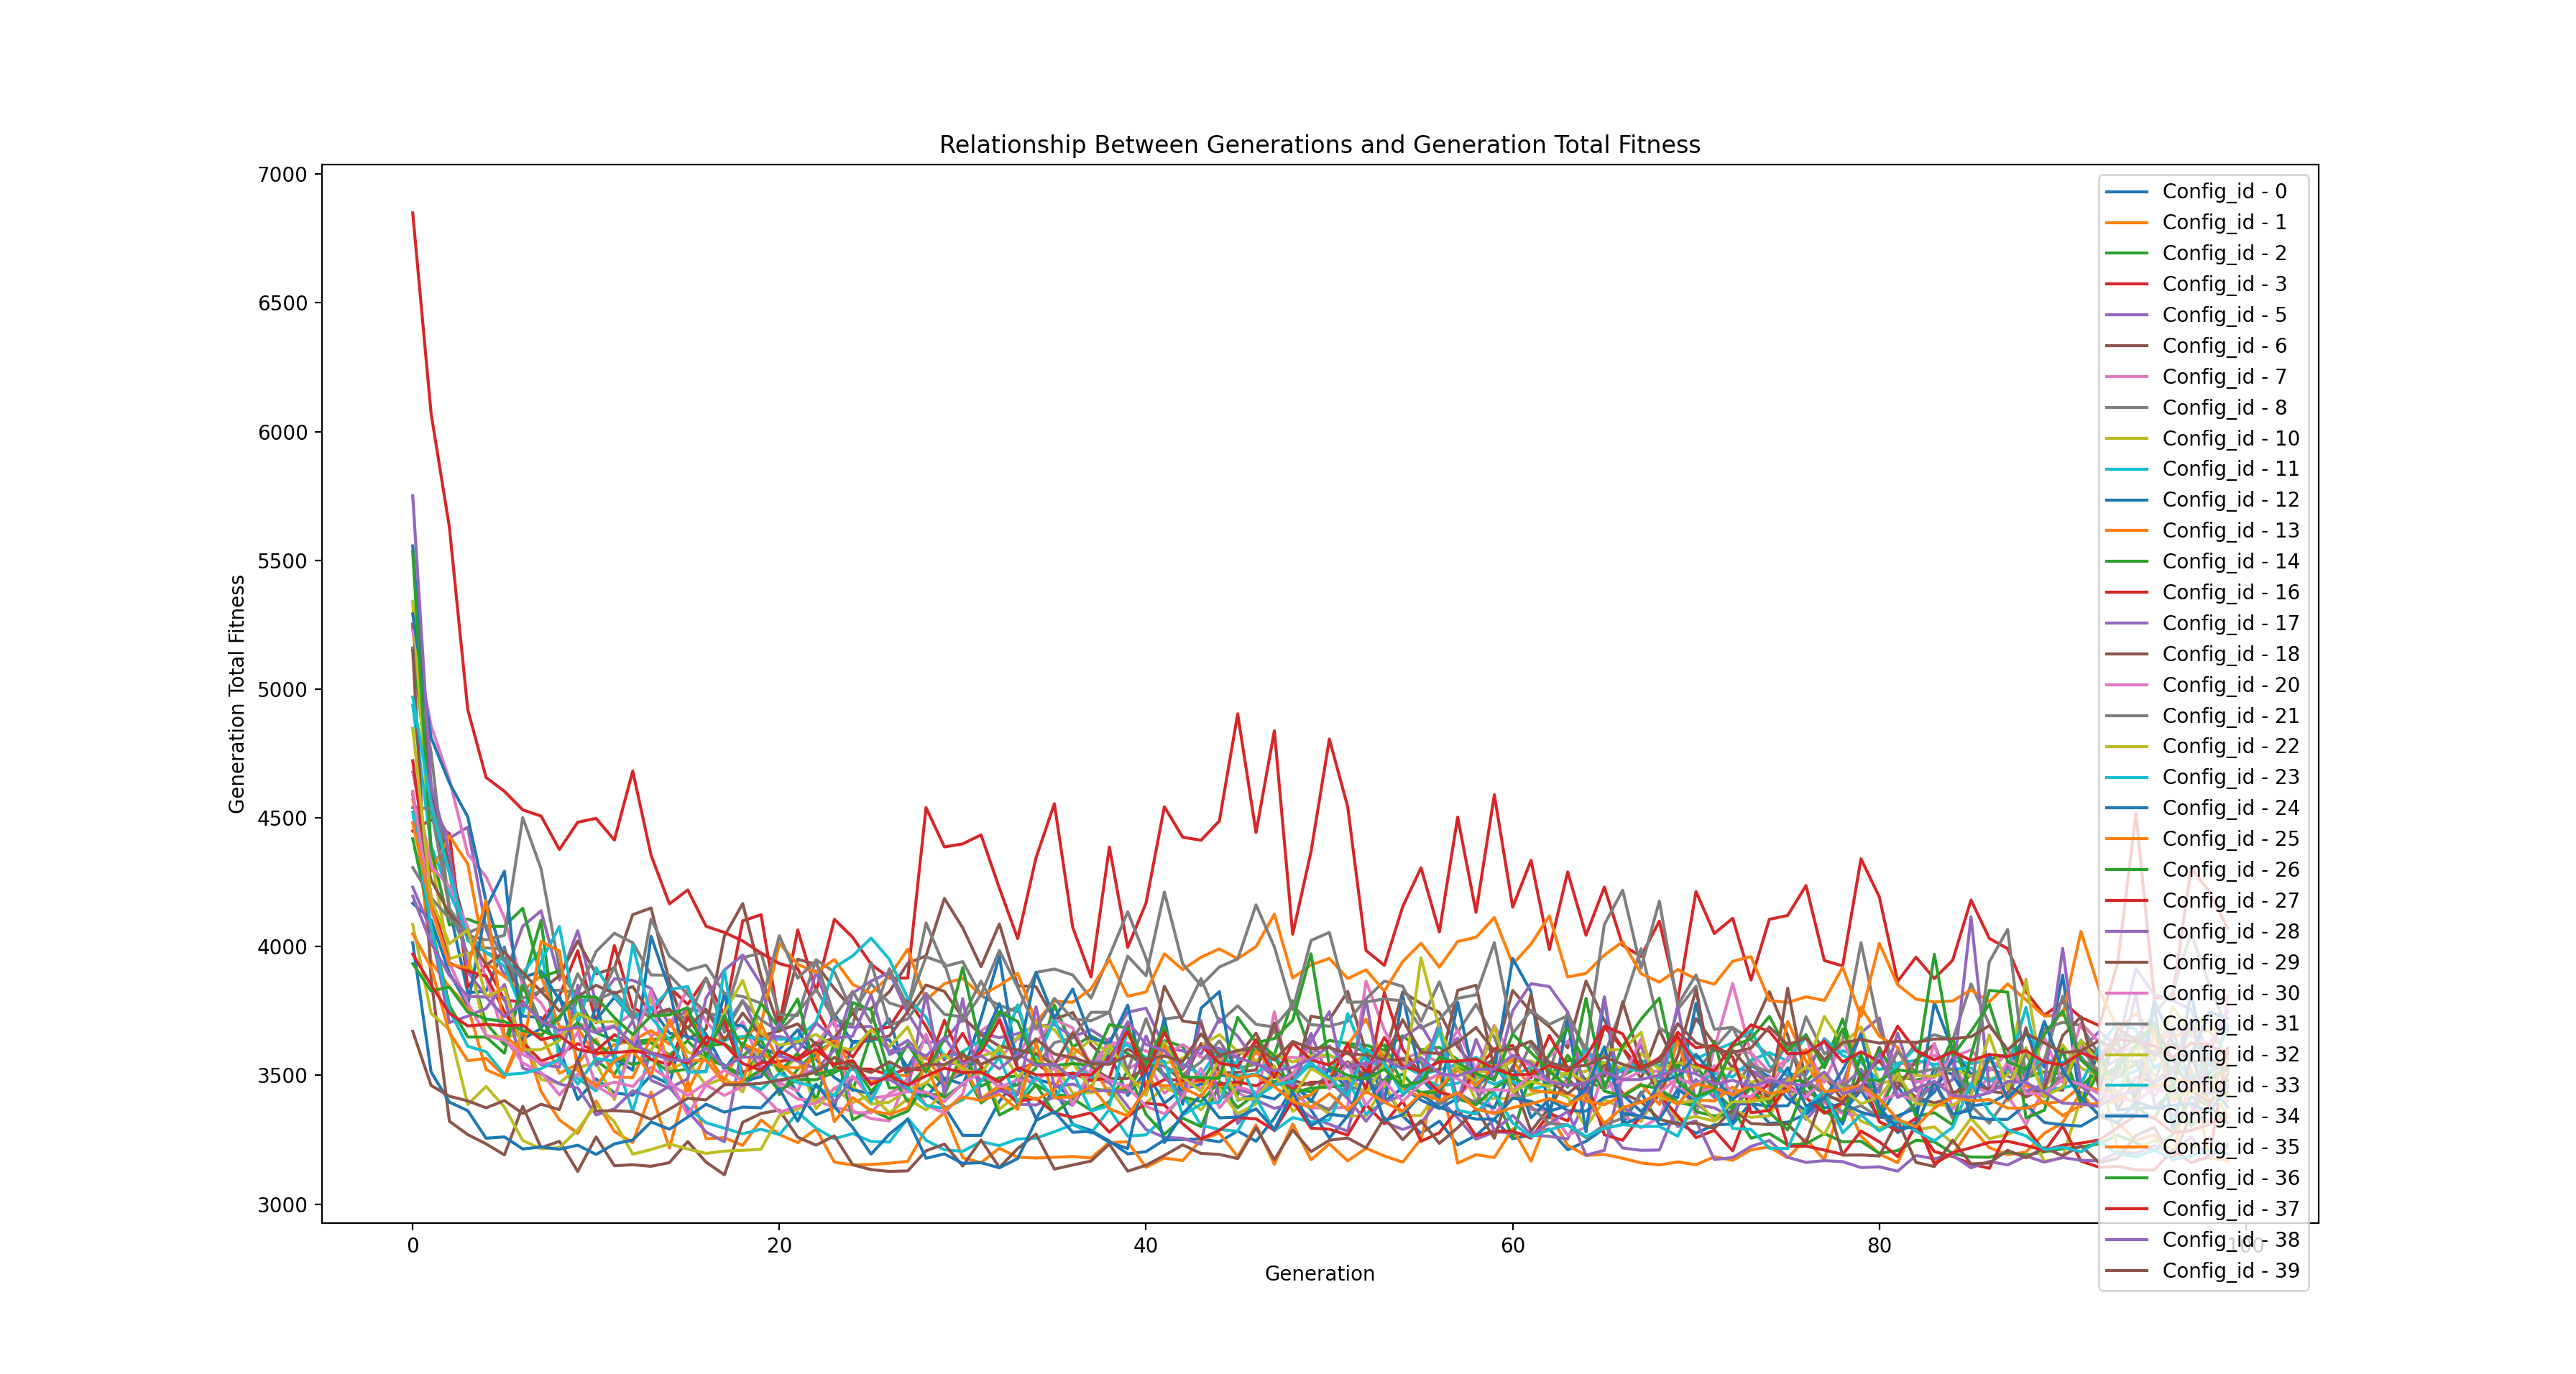 Relationship Between Generations and Generation Total Fitness
7000
6500
6000
5500
5000
4500
4000
3500
3000
Generation Total Fitness
0
20
40
60
80
100
Generation
Config_id - 0
Config_id - 1
Config_id - 2
Config_id - 3
Config_id - 5
Config_id - 6
Config_id - 7
Config_id - 8
Config_id - 10
Config_id - 11
Config_id - 12
Config_id - 13
Config_id - 14
Config_id - 16
Config_id - 17
Config_id - 18
Config_id - 20
Config_id - 21
Config_id - 22
Config_id - 23
Config_id - 24
Config_id - 25
Config_id - 26
Config_id - 27
Config_id - 28
Config_id - 29
Config_id - 30
Config_id - 31
Config_id - 32
Config_id - 33
Config_id - 34
Config_id - 35
Config_id - 36
Config_id - 37
Config_id - 38
Config_id - 39